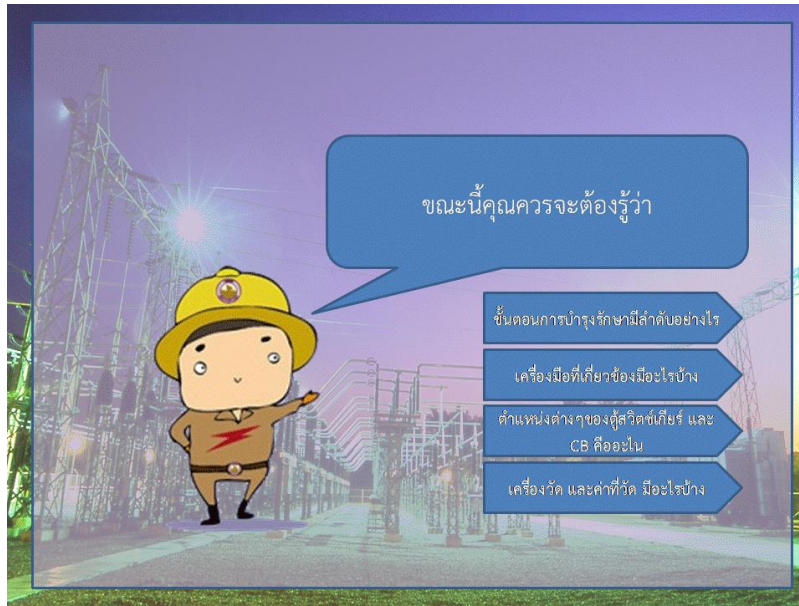 ขณะนี้คุณควรจะต้องรู้ว่า
ขั้นตอนการบำรุงรักษามีลำดับอย่างไร
เครื่องมือที่เกี่ยวข้องมีอะไรบ้าง
ตำแหน่งต่างๆของตู้สวิตช์เกียร์ และ
CB คืออะไน
เครื่องวัด และค่าที่วัด มีอะไรบ้าง